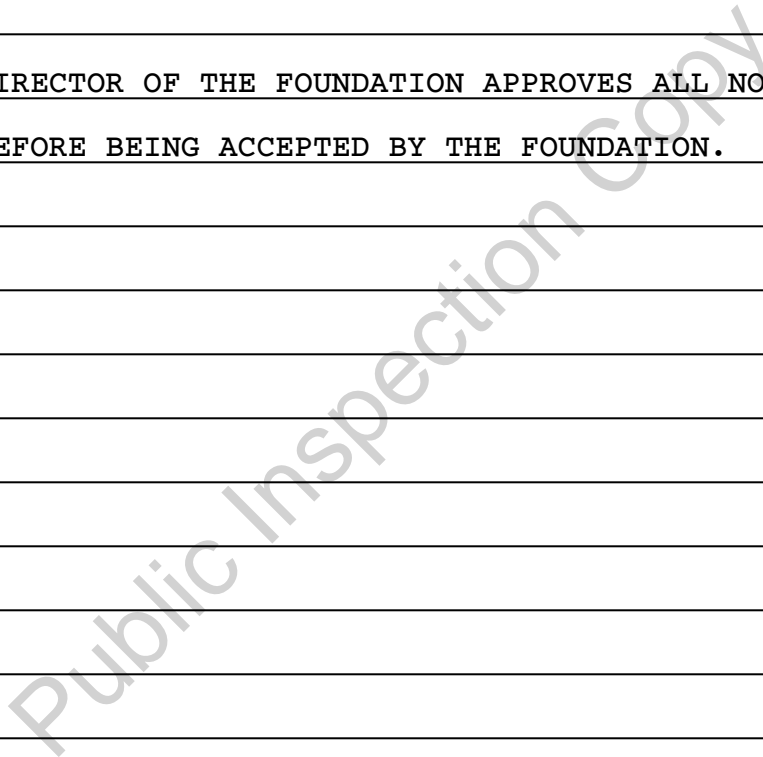 IRECTOR OF THE FOUNDATION APPROVES ALL NO
EFORE BEING ACCEPTED BY THE FOUNDATION.
Public Inspection Copy